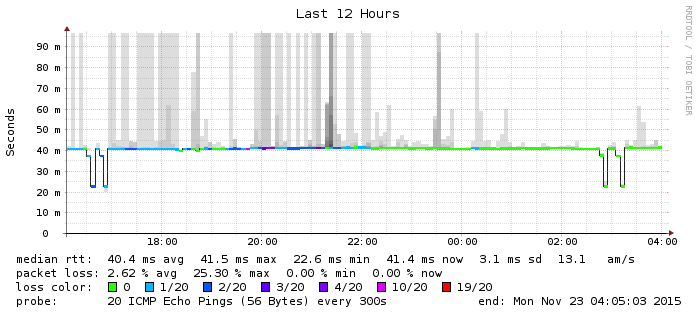 Last 12 Hours
RRDTOOL / TOBI OETIKER
Seconds
90 m
80 m
70 m
60 m
50 m
40 m
30 m
20 m
10 m
0
18:00 20:00 22:00 00:00 02:00 04:00
median rtt: 40.4 ms avg 41.5 ms max 22.6 ms min 41.4 ms now 3.1 ms sd 13.1 am/s
packet loss: 2.62 % avg 25.30 % max 0.00 % min 0.00 % now
loss color: 0 1/20 2/20 3/20 4/20 10/20 19/20
probe: 20 ICMP Echo Pings (56 Bytes) every 300s end: Mon Nov 23 04:05:03 2015